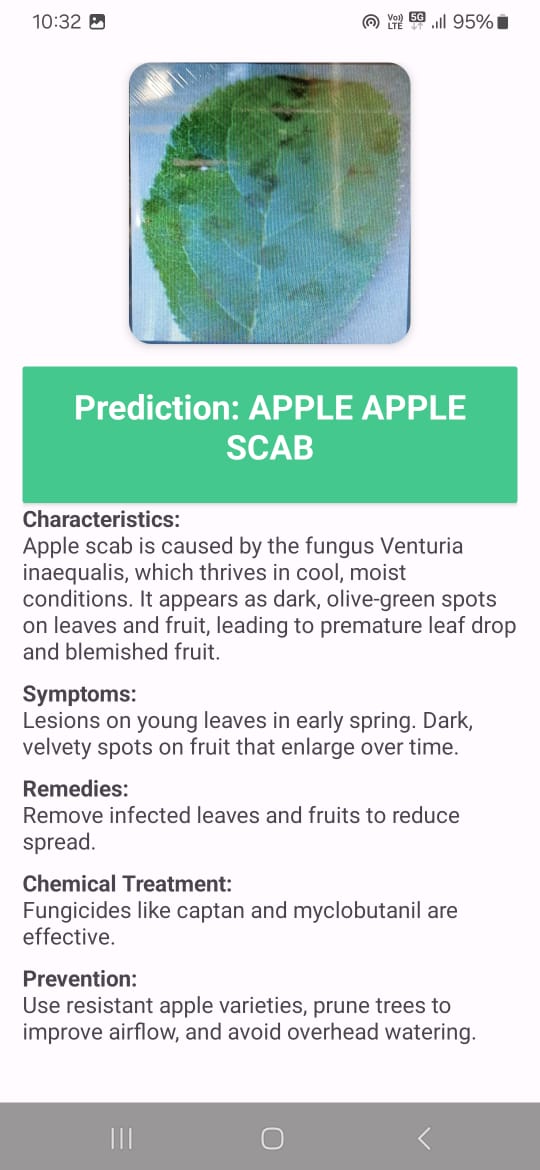 10:32 Vo)) LTE 5G 95%
Prediction: APPLE APPLE
SCAB
Characteristics:
Apple scab is caused by the fungus Venturia
inaequalis, which thrives in cool, moist
conditions. It appears as dark, olive-green spots
on leaves and fruit, leading to premature leaf drop
and blemished fruit.
Symptoms:
Lesions on young leaves in early spring. Dark,
velvety spots on fruit that enlarge over time.
Remedies:
Remove infected leaves and fruits to reduce
spread.
Chemical Treatment:
Fungicides like captan and myclobutanil are
effective.
Prevention:
Use resistant apple varieties, prune trees to
improve airflow, and avoid overhead watering.